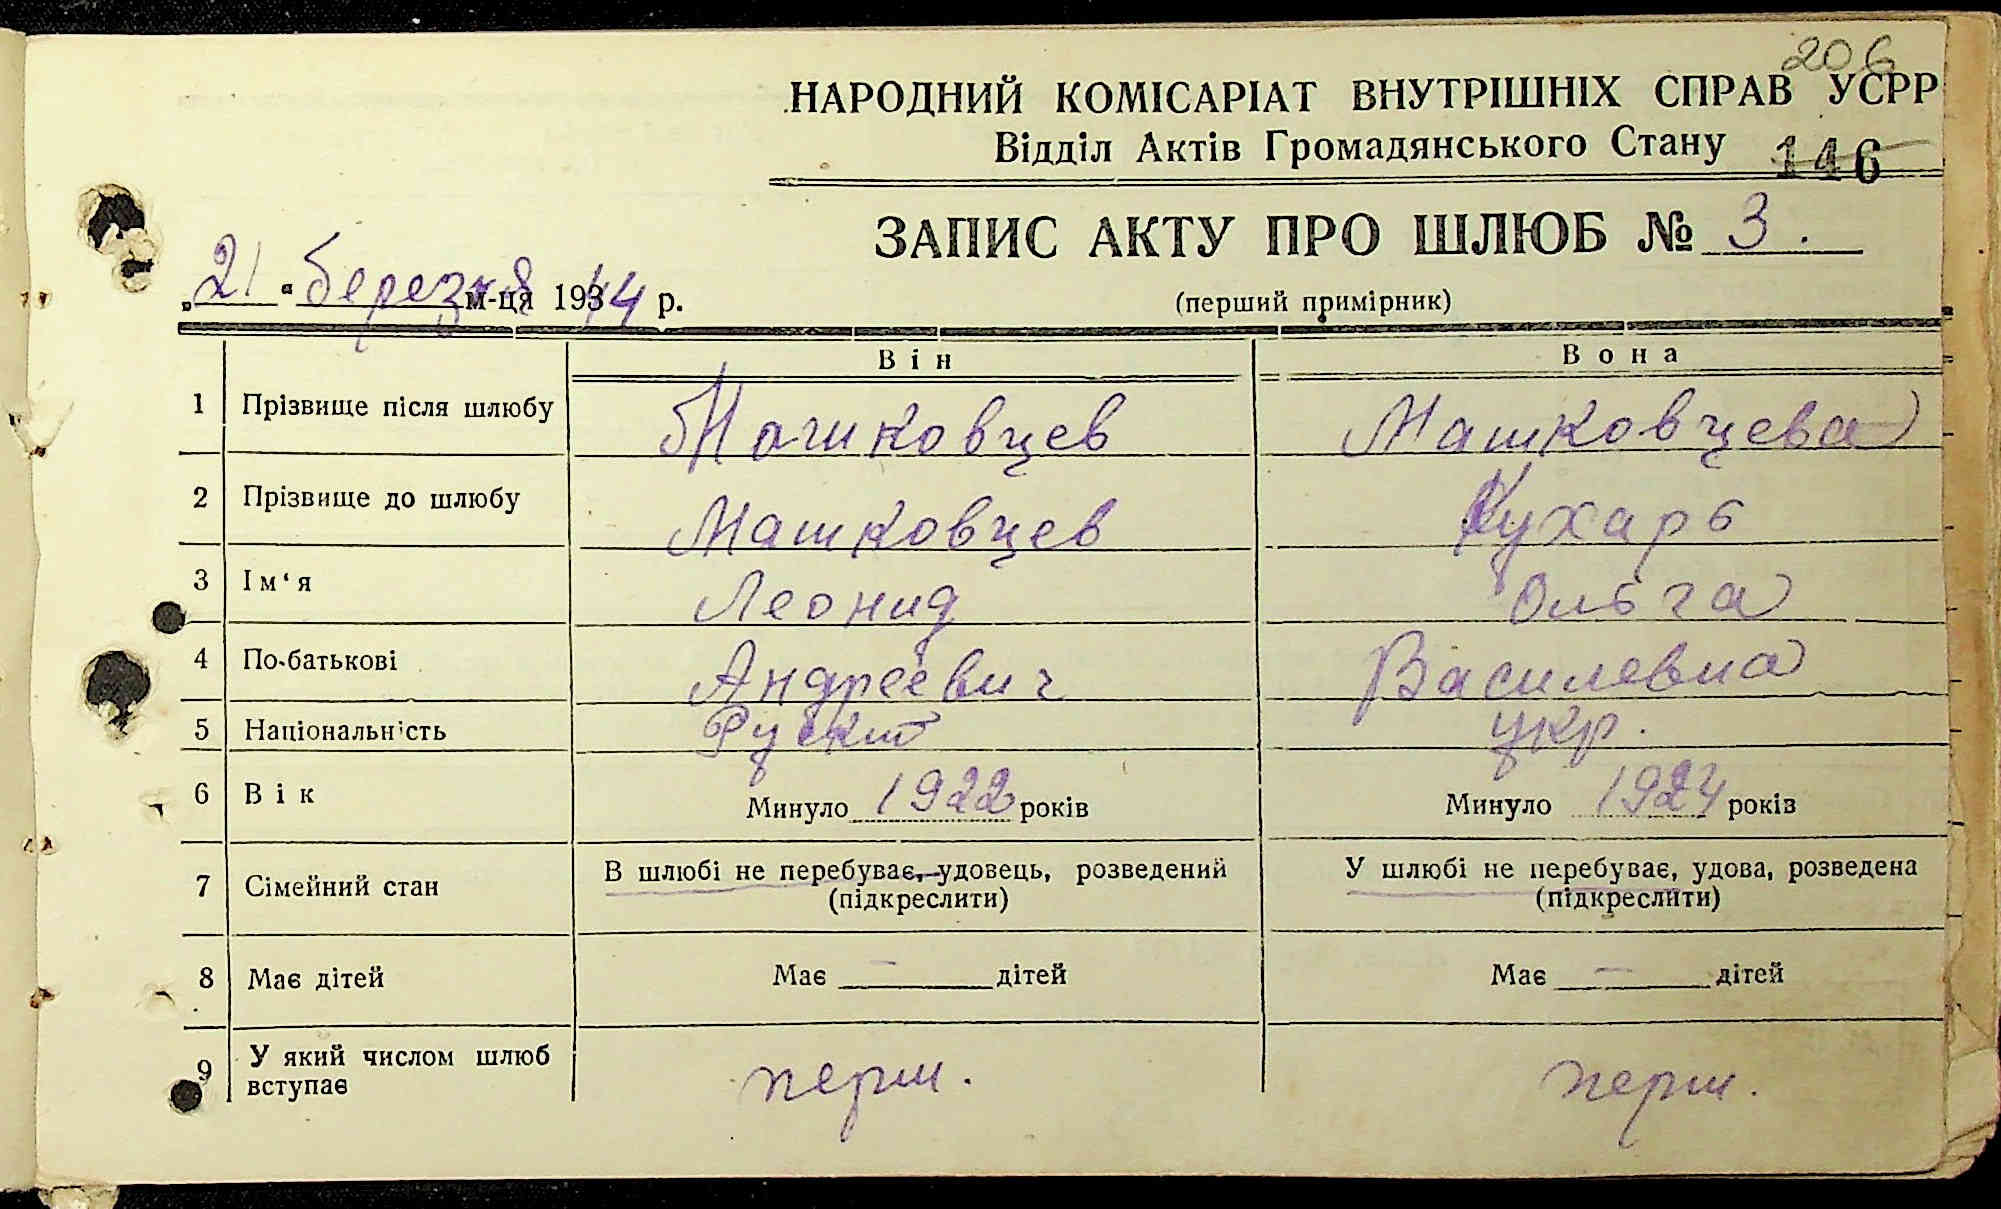 206
НАРОДНИЙ КОМІСАРІАТ ВНУТРІШНІХ СПРАВ УСРР
Відділ Актів Громадянського Стану
146
ЗАПИС АКТУ ПРО ШЛЮБ № 3.
„21“ березня м-ця 1944 р.
(перший примірник)
Він Вона
1 Прізвище після шлюбу Машковцев Машковцева
2 Прізвище до шлюбу Машковцев Кухарь
3 Ім‘я Леонид Ольга
4 По-батькові Андреевич Василевна
5 Національність Руский укр.
6 Вік Минуло 1922 років Минуло 1924 років
7 Сімейний стан В шлюбі не перебуває, удовець, розведений У шлюбі не перебуває, удова, розведена
(підкреслити) (підкреслити)
8 Має дітей Має — дітей Має — дітей
9 У який числом шлюб вступає перш. перш.